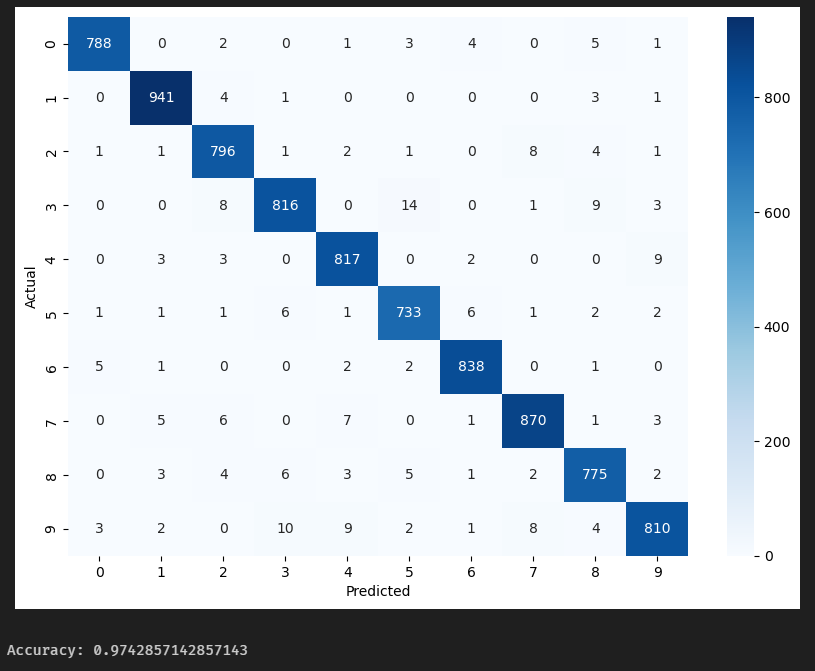 0 788 0 2 0 1 3 4 0 5 1
1 0 941 4 1 0 0 0 0 3 1
800
2 1 1 796 1 2 1 0 8 4 1
3 0 0 8 816 0 14 0 1 9 3
600
4 0 3 3 0 817 0 2 0 0 9
Actual
5 1 1 1 6 1 733 6 1 2 2
400
6 5 1 0 0 2 2 838 0 1 0
7 0 5 6 0 7 0 1 870 1 3
200
8 0 3 4 6 3 5 1 2 775 2
9 3 2 0 10 9 2 1 8 4 810
0
0 1 2 3 4 5 6 7 8 9
Predicted
Accuracy: 0.9742857142857143